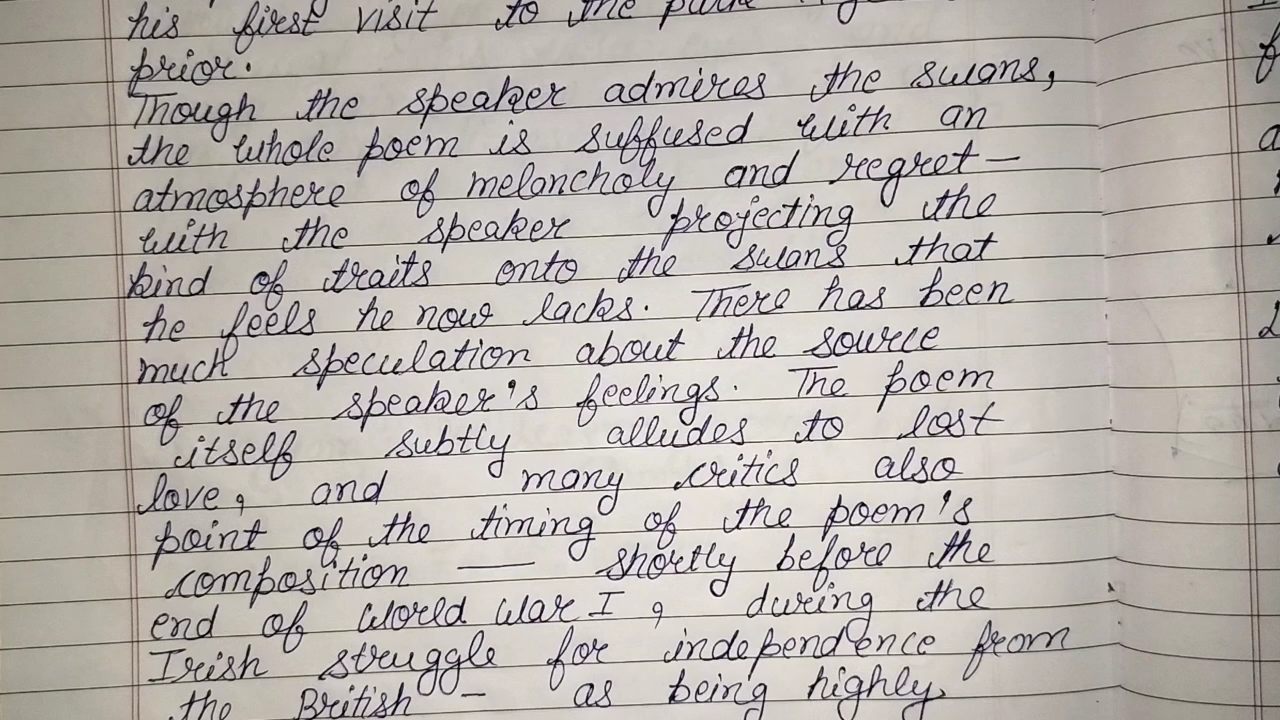 his first visit to the
prior.
Though the speaker admires the swans,
the whole poem is suffused with an
atmosphere of melancholy and regret—
with the speaker projecting the
kind of traits onto the swans that
he feels he now lacks. There has been
much speculation about the source
of the speaker's feelings. The poem
itself subtly alludes to lost
love, and many critics also
point of the timing of the poem's
composition — shortly before the
end of World War I, during the
Irish struggle for independence from
the British - as being highly,